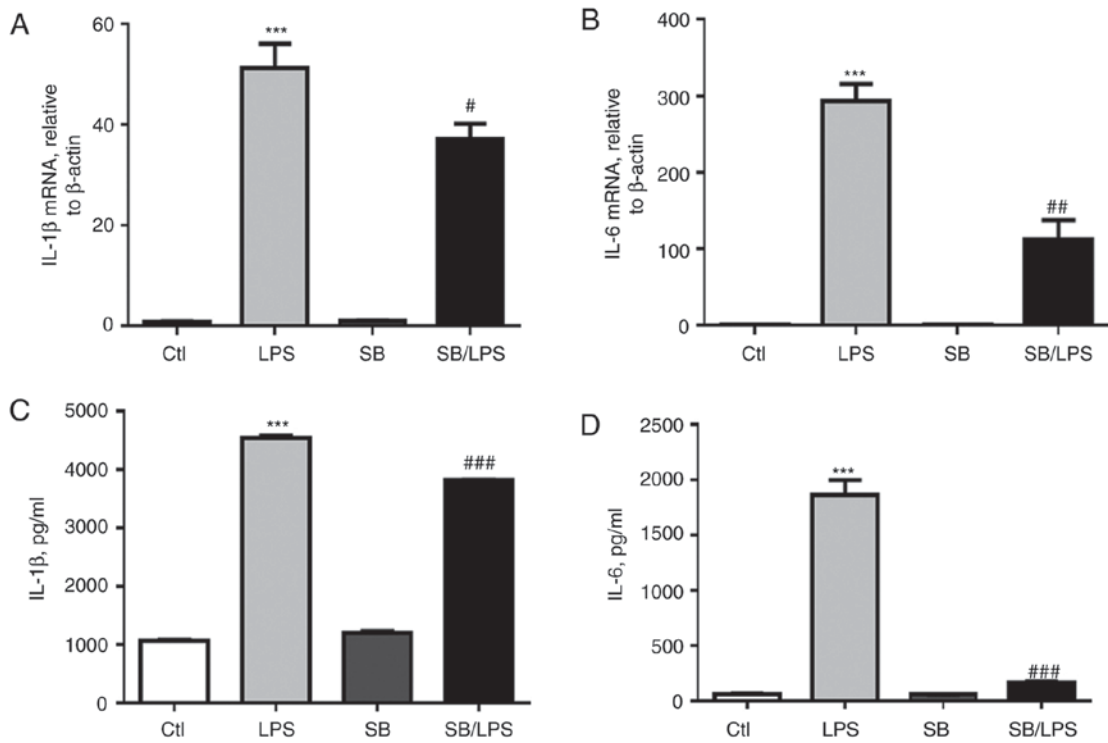 A
IL-1β mRNA, relative
to β-actin
60
40
20
0
***
#
Ctl
LPS
SB
SB/LPS
B
IL-6 mRNA, relative
to β-actin
400
300
200
100
0
***
##
Ctl
LPS
SB
SB/LPS
C
IL-1β, pg/ml
5000
4000
3000
2000
1000
0
***
###
Ctl
LPS
SB
SB/LPS
D
IL-6, pg/ml
2500
2000
1500
1000
500
0
***
###
Ctl
LPS
SB
SB/LPS